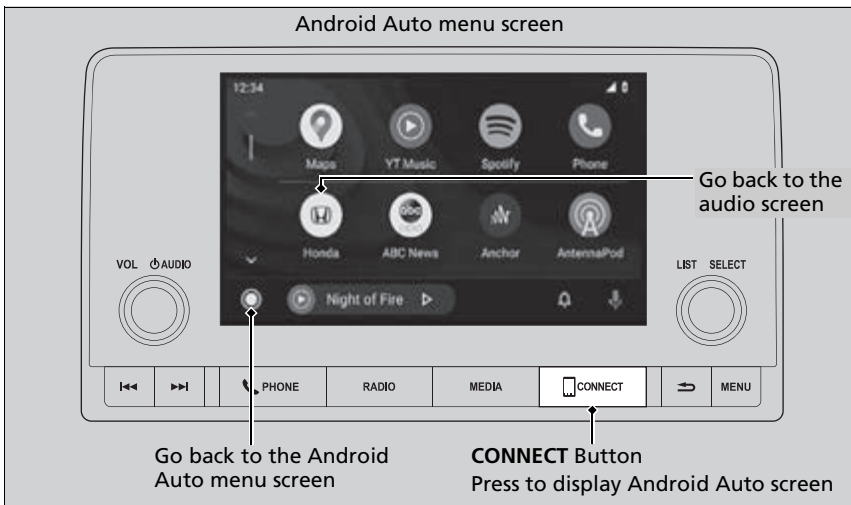 Android Auto menu screen
12:34
Maps
YT Music
Spotify
Phone
Go back to the
audio screen
Honda
ABC News
Anchor
AntennaPod
VOL AUDIO
LIST SELECT
abc
NEWS
Night of Fire
PHONE
RADIO
MEDIA
CONNECT
MENU
Go back to the Android
Auto menu screen
CONNECT Button
Press to display Android Auto screen